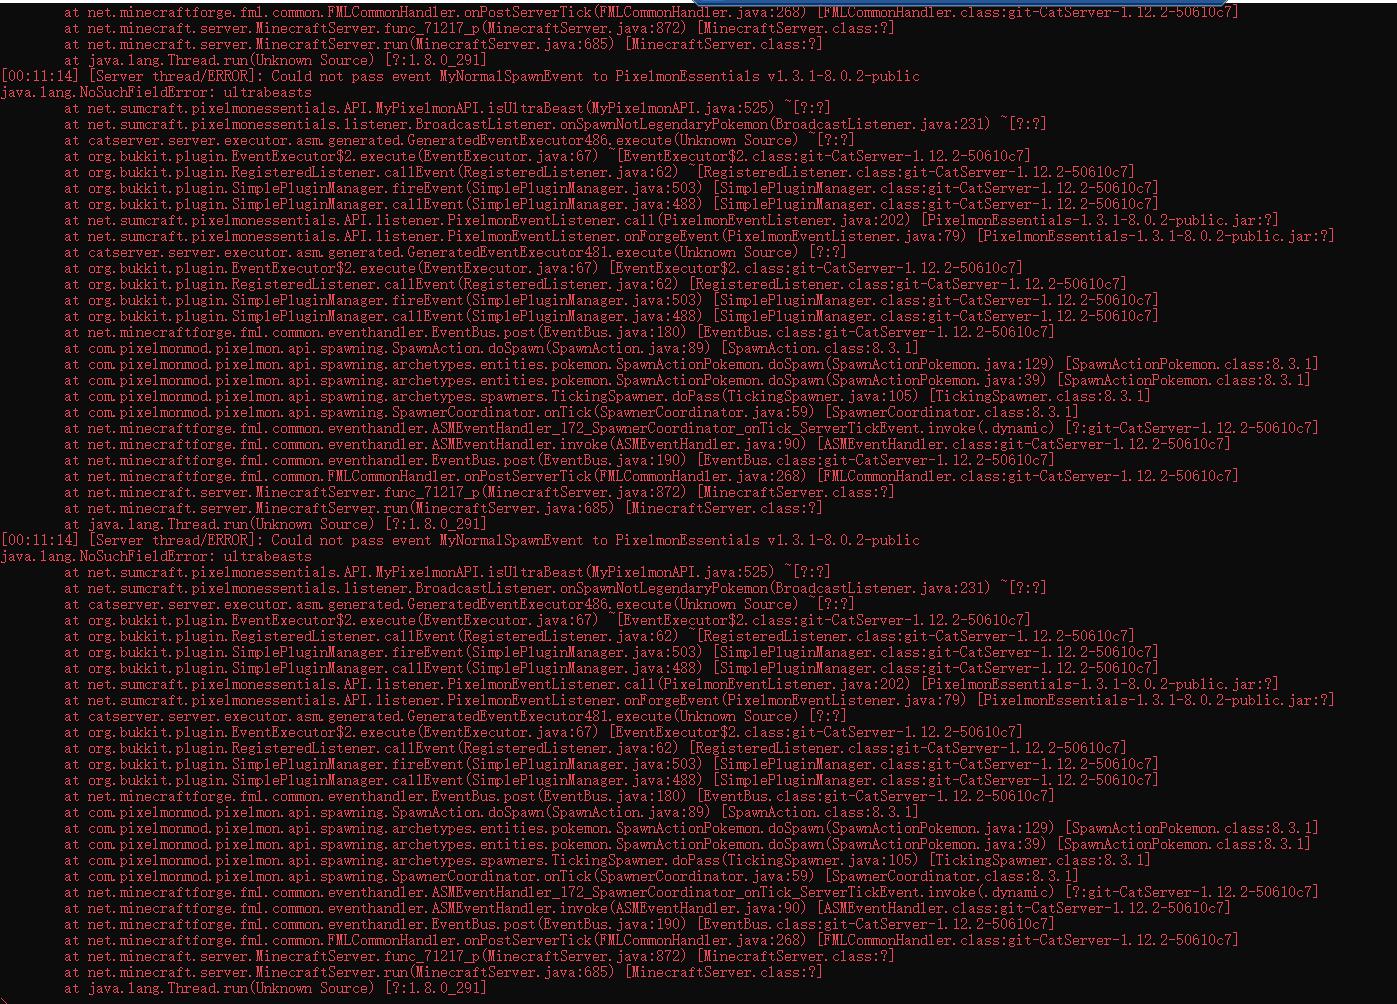 at net.minecraftforge.fml.common.FMLCommonHandler.onPostServerTick(FMLCommonHandler.java:268) [FMLCommonHandler.class:git-CatServer-1.12.2-50610c7]
at net.minecraft.server.MinecraftServer.func_71217_p(MinecraftServer.java:872) [MinecraftServer.class:?]
at net.minecraft.server.MinecraftServer.run(MinecraftServer.java:685) [MinecraftServer.class:?]
at java.lang.Thread.run(Unknown Source) [?:1.8.0_291]
[00:11:14] [Server thread/ERROR]: Could not pass event MyNormalSpawnEvent to PixelmonEssentials v1.3.1-8.0.2-public
java.lang.NoSuchFieldError: ultrabeasts
at net.sumcraft.pixelmonessentials.API.MyPixelmonAPI.isUltraBeast(MyPixelmonAPI.java:525) ~[?:?]
at net.sumcraft.pixelmonessentials.listener.BroadcastListener.onSpawnNotLegendaryPokemon(BroadcastListener.java:231) ~[?:?]
at catserver.server.executor.asm.generated.GeneratedEventExecutor486.execute(Unknown Source) ~[?:?]
at org.bukkit.plugin.EventExecutor$2.execute(EventExecutor.java:67) ~[EventExecutor$2.class:git-CatServer-1.12.2-50610c7]
at org.bukkit.plugin.RegisteredListener.callEvent(RegisteredListener.java:62) ~[RegisteredListener.class:git-CatServer-1.12.2-50610c7]
at org.bukkit.plugin.SimplePluginManager.fireEvent(SimplePluginManager.java:503) [SimplePluginManager.class:git-CatServer-1.12.2-50610c7]
at org.bukkit.plugin.SimplePluginManager.callEvent(SimplePluginManager.java:488) [SimplePluginManager.class:git-CatServer-1.12.2-50610c7]
at net.sumcraft.pixelmonessentials.API.listener.PixelmonEventListener.call(PixelmonEventListener.java:202) [PixelmonEssentials-1.3.1-8.0.2-public.jar:?]
at net.sumcraft.pixelmonessentials.API.listener.PixelmonEventListener.onForgeEvent(PixelmonEventListener.java:79) [PixelmonEssentials-1.3.1-8.0.2-public.jar:?]
at catserver.server.executor.asm.generated.GeneratedEventExecutor481.execute(Unknown Source) [?:?]
at org.bukkit.plugin.EventExecutor$2.execute(EventExecutor.java:67) [EventExecutor$2.class:git-CatServer-1.12.2-50610c7]
at org.bukkit.plugin.RegisteredListener.callEvent(RegisteredListener.java:62) [RegisteredListener.class:git-CatServer-1.12.2-50610c7]
at org.bukkit.plugin.SimplePluginManager.fireEvent(SimplePluginManager.java:503) [SimplePluginManager.class:git-CatServer-1.12.2-50610c7]
at org.bukkit.plugin.SimplePluginManager.callEvent(SimplePluginManager.java:488) [SimplePluginManager.class:git-CatServer-1.12.2-50610c7]
at net.minecraftforge.fml.common.eventhandler.EventBus.post(EventBus.java:180) [EventBus.class:git-CatServer-1.12.2-50610c7]
at com.pixelmonmod.pixelmon.api.spawning.SpawnAction.doSpawn(SpawnAction.java:89) [SpawnAction.class:8.3.1]
at com.pixelmonmod.pixelmon.api.spawning.archetypes.entities.pokemon.SpawnActionPokemon.doSpawn(SpawnActionPokemon.java:129) [SpawnActionPokemon.class:8.3.1]
at com.pixelmonmod.pixelmon.api.spawning.archetypes.entities.pokemon.SpawnActionPokemon.doSpawn(SpawnActionPokemon.java:39) [SpawnActionPokemon.class:8.3.1]
at com.pixelmonmod.pixelmon.api.spawning.archetypes.spawners.TickingSpawner.doPass(TickingSpawner.java:105) [TickingSpawner.class:8.3.1]
at com.pixelmonmod.pixelmon.api.spawning.SpawnerCoordinator.onTick(SpawnerCoordinator.java:59) [SpawnerCoordinator.class:8.3.1]
at net.minecraftforge.fml.common.eventhandler.ASMEventHandler_172_SpawnerCoordinator_onTick_ServerTickEvent.invoke(.dynamic) [?:git-CatServer-1.12.2-50610c7]
at net.minecraftforge.fml.common.eventhandler.ASMEventHandler.invoke(ASMEventHandler.java:90) [ASMEventHandler.class:git-CatServer-1.12.2-50610c7]
at net.minecraftforge.fml.common.eventhandler.EventBus.post(EventBus.java:190) [EventBus.class:git-CatServer-1.12.2-50610c7]
at net.minecraftforge.fml.common.FMLCommonHandler.onPostServerTick(FMLCommonHandler.java:268) [FMLCommonHandler.class:git-CatServer-1.12.2-50610c7]
at net.minecraft.server.MinecraftServer.func_71217_p(MinecraftServer.java:872) [MinecraftServer.class:?]
at net.minecraft.server.MinecraftServer.run(MinecraftServer.java:685) [MinecraftServer.class:?]
at java.lang.Thread.run(Unknown Source) [?:1.8.0_291]
[00:11:14] [Server thread/ERROR]: Could not pass event MyNormalSpawnEvent to PixelmonEssentials v1.3.1-8.0.2-public
java.lang.NoSuchFieldError: ultrabeasts
at net.sumcraft.pixelmonessentials.API.MyPixelmonAPI.isUltraBeast(MyPixelmonAPI.java:525) ~[?:?]
at net.sumcraft.pixelmonessentials.listener.BroadcastListener.onSpawnNotLegendaryPokemon(BroadcastListener.java:231) ~[?:?]
at catserver.server.executor.asm.generated.GeneratedEventExecutor486.execute(Unknown Source) ~[?:?]
at org.bukkit.plugin.EventExecutor$2.execute(EventExecutor.java:67) ~[EventExecutor$2.class:git-CatServer-1.12.2-50610c7]
at org.bukkit.plugin.RegisteredListener.callEvent(RegisteredListener.java:62) ~[RegisteredListener.class:git-CatServer-1.12.2-50610c7]
at org.bukkit.plugin.SimplePluginManager.fireEvent(SimplePluginManager.java:503) [SimplePluginManager.class:git-CatServer-1.12.2-50610c7]
at org.bukkit.plugin.SimplePluginManager.callEvent(SimplePluginManager.java:488) [SimplePluginManager.class:git-CatServer-1.12.2-50610c7]
at net.sumcraft.pixelmonessentials.API.listener.PixelmonEventListener.call(PixelmonEventListener.java:202) [PixelmonEssentials-1.3.1-8.0.2-public.jar:?]
at net.sumcraft.pixelmonessentials.API.listener.PixelmonEventListener.onForgeEvent(PixelmonEventListener.java:79) [PixelmonEssentials-1.3.1-8.0.2-public.jar:?]
at catserver.server.executor.asm.generated.GeneratedEventExecutor481.execute(Unknown Source) [?:?]
at org.bukkit.plugin.EventExecutor$2.execute(EventExecutor.java:67) [EventExecutor$2.class:git-CatServer-1.12.2-50610c7]
at org.bukkit.plugin.RegisteredListener.callEvent(RegisteredListener.java:62) [RegisteredListener.class:git-CatServer-1.12.2-50610c7]
at org.bukkit.plugin.SimplePluginManager.fireEvent(SimplePluginManager.java:503) [SimplePluginManager.class:git-CatServer-1.12.2-50610c7]
at org.bukkit.plugin.SimplePluginManager.callEvent(SimplePluginManager.java:488) [SimplePluginManager.class:git-CatServer-1.12.2-50610c7]
at net.minecraftforge.fml.common.eventhandler.EventBus.post(EventBus.java:180) [EventBus.class:git-CatServer-1.12.2-50610c7]
at com.pixelmonmod.pixelmon.api.spawning.SpawnAction.doSpawn(SpawnAction.java:89) [SpawnAction.class:8.3.1]
at com.pixelmonmod.pixelmon.api.spawning.archetypes.entities.pokemon.SpawnActionPokemon.doSpawn(SpawnActionPokemon.java:129) [SpawnActionPokemon.class:8.3.1]
at com.pixelmonmod.pixelmon.api.spawning.archetypes.entities.pokemon.SpawnActionPokemon.doSpawn(SpawnActionPokemon.java:39) [SpawnActionPokemon.class:8.3.1]
at com.pixelmonmod.pixelmon.api.spawning.archetypes.spawners.TickingSpawner.doPass(TickingSpawner.java:105) [TickingSpawner.class:8.3.1]
at com.pixelmonmod.pixelmon.api.spawning.SpawnerCoordinator.onTick(SpawnerCoordinator.java:59) [SpawnerCoordinator.class:8.3.1]
at net.minecraftforge.fml.common.eventhandler.ASMEventHandler_172_SpawnerCoordinator_onTick_ServerTickEvent.invoke(.dynamic) [?:git-CatServer-1.12.2-50610c7]
at net.minecraftforge.fml.common.eventhandler.ASMEventHandler.invoke(ASMEventHandler.java:90) [ASMEventHandler.class:git-CatServer-1.12.2-50610c7]
at net.minecraftforge.fml.common.eventhandler.EventBus.post(EventBus.java:190) [EventBus.class:git-CatServer-1.12.2-50610c7]
at net.minecraftforge.fml.common.FMLCommonHandler.onPostServerTick(FMLCommonHandler.java:268) [FMLCommonHandler.class:git-CatServer-1.12.2-50610c7]
at net.minecraft.server.MinecraftServer.func_71217_p(MinecraftServer.java:872) [MinecraftServer.class:?]
at net.minecraft.server.MinecraftServer.run(MinecraftServer.java:685) [MinecraftServer.class:?]
at java.lang.Thread.run(Unknown Source) [?:1.8.0_291]